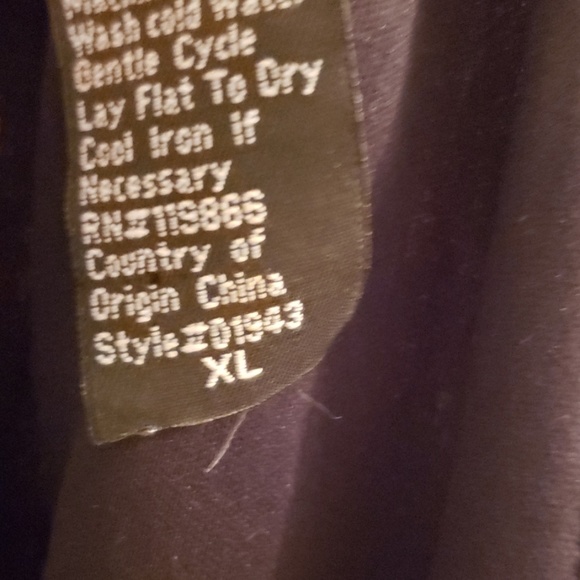 Wash cold Water
Gentle Cycle
Lay Flat To Dry
Cool Iron If
Necessary
RN#119866
Country of
Origin China
Style#01943
XL